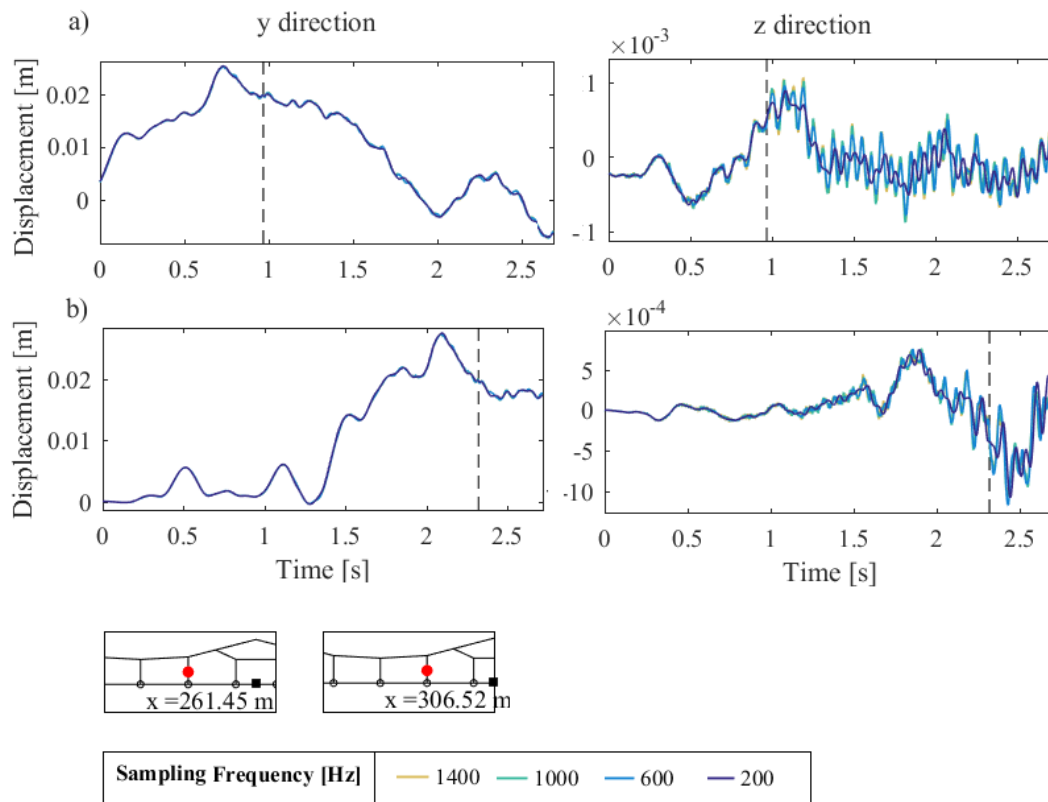 a) y direction z direction
×10⁻³
Displacement [m]
0.02
0.01
0
1
0
-1
0 0.5 1 1.5 2 2.5
0 0.5 1 1.5 2 2.5
b)
×10⁻⁴
Displacement [m]
0.02
0.01
0
5
0
-5
-10
0 0.5 1 1.5 2 2.5
0 0.5 1 1.5 2 2.5
Time [s] Time [s]
x =261.45 m x =306.52 m
Sampling Frequency [Hz] 1400 1000 600 200